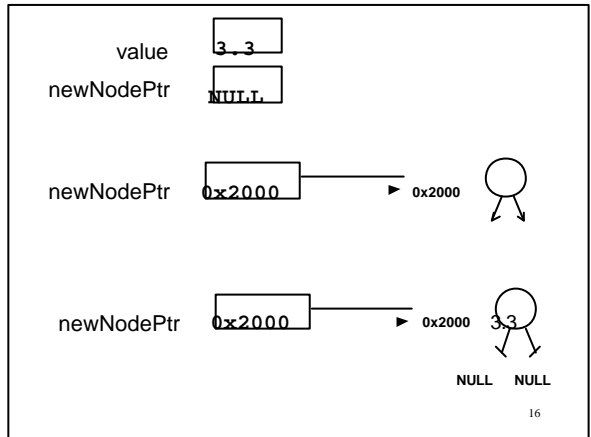 value 3.3
newNodePtr NULL
newNodePtr 0x2000 0x2000
newNodePtr 0x2000 0x2000 3.3
NULL NULL
16